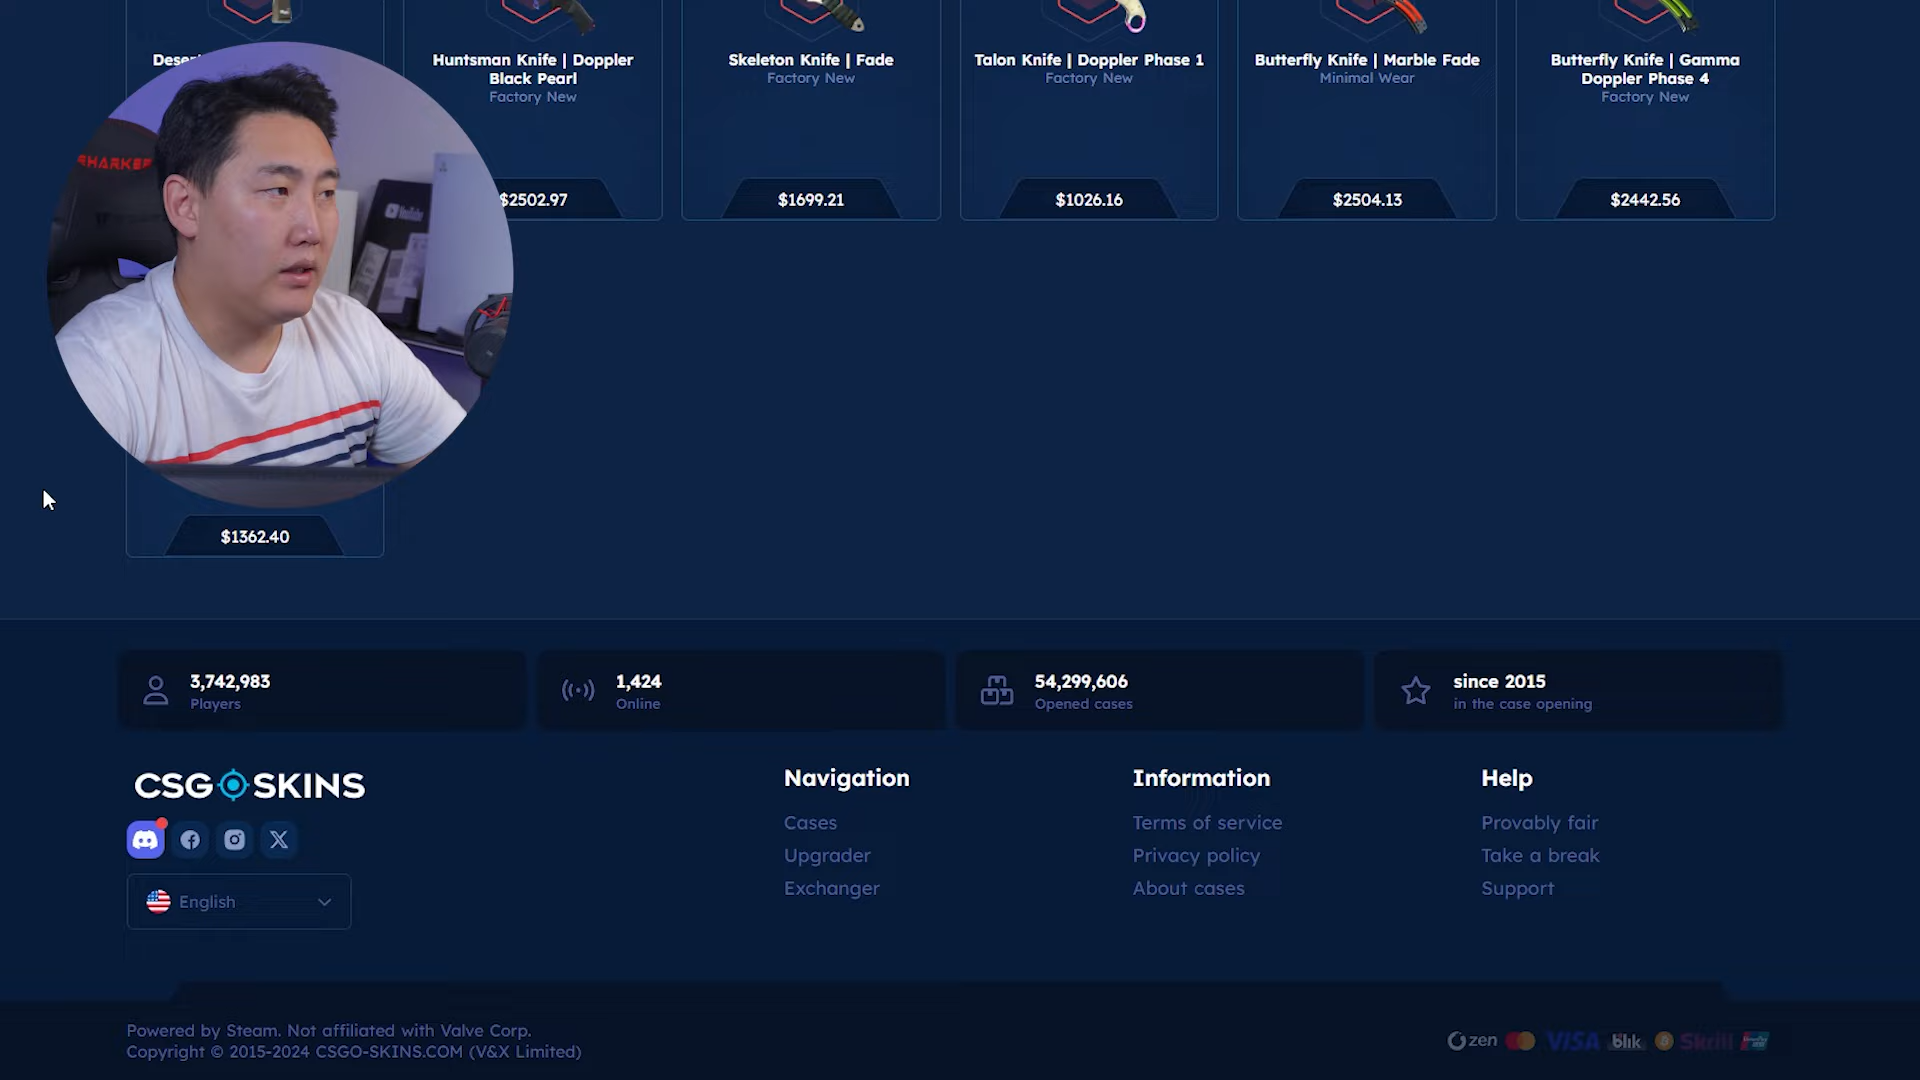 Huntsman Knife | Doppler
Black Pearl
Factory New
$2502.97
Skeleton Knife | Fade
Factory New
$1699.21
Talon Knife | Doppler Phase 1
Factory New
$1026.16
Butterfly Knife | Marble Fade
Minimal Wear
$2504.13
Butterfly Knife | Gamma
Doppler Phase 4
Factory New
$2442.56
YouTube
$1362.40
3,742,983
Players
1,424
Online
54,299,606
Opened cases
since 2015
in the case opening
CSGO SKINS
English
Navigation
Cases
Upgrader
Exchanger
Information
Terms of service
Privacy policy
About cases
Help
Provably fair
Take a break
Support
Powered by Steam. Not affiliated with Valve Corp.
Copyright © 2015-2024 CSGO-SKINS.COM (V&X Limited)
zen VISA blik Skrill